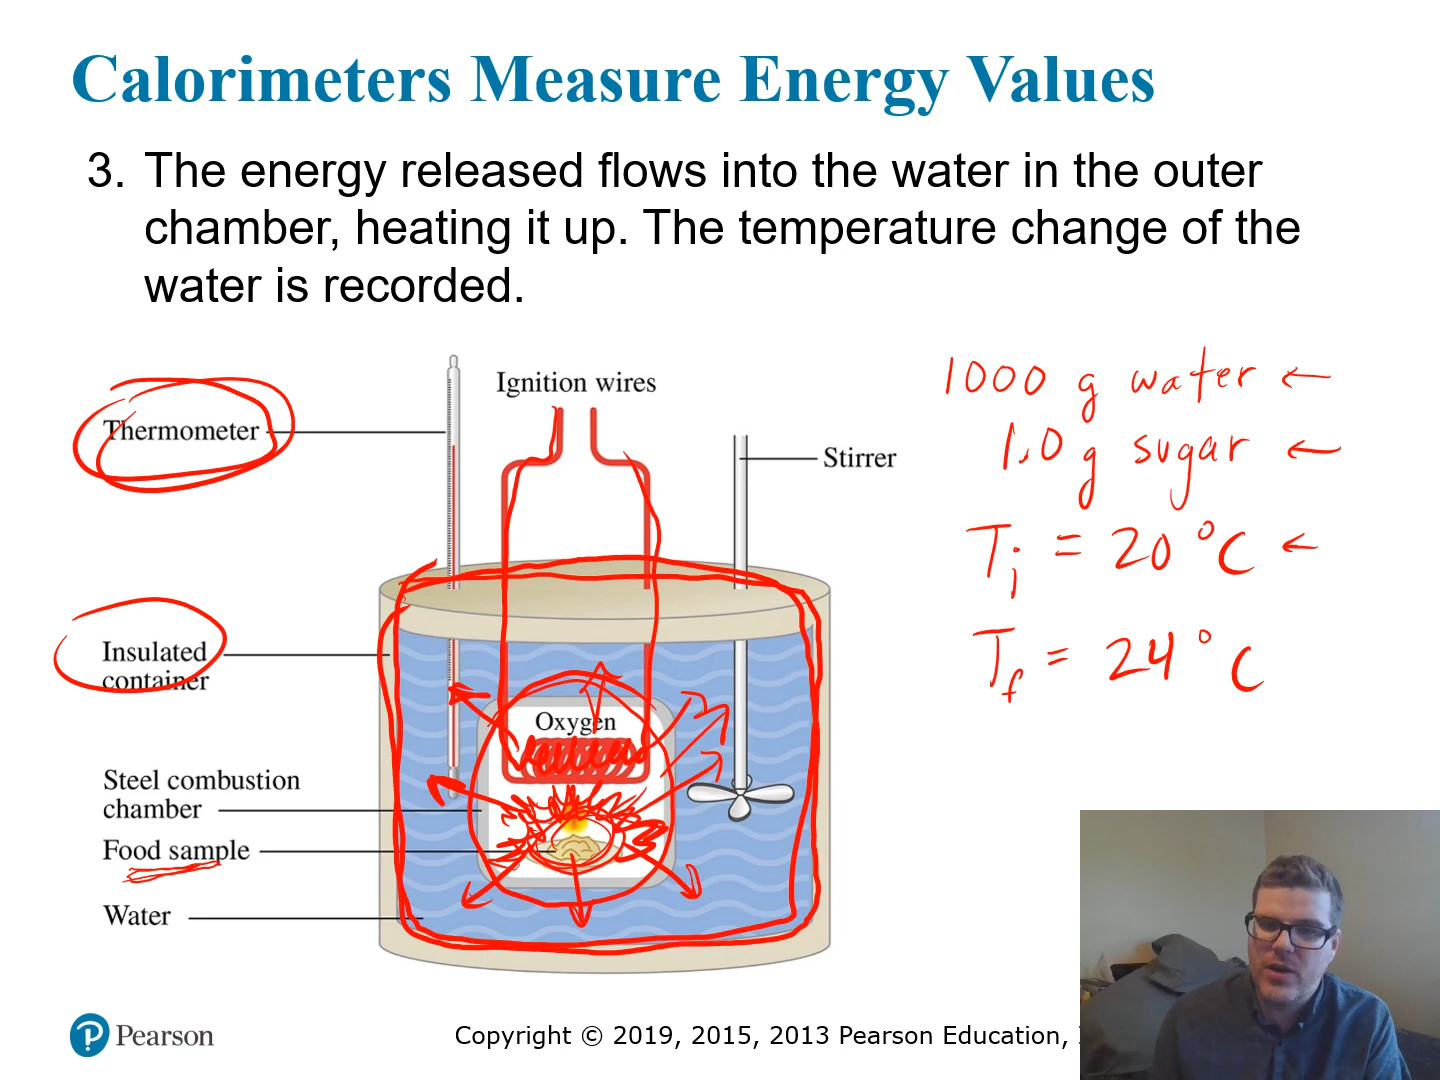 Calorimeters Measure Energy Values
3. The energy released flows into the water in the outer
chamber, heating it up. The temperature change of the
water is recorded.
Ignition wires
Thermometer
Stirrer
Insulated
container
Oxygen
Steel combustion
chamber
Food sample
Water
1000 g water ←
1.0 g sugar ←
Ti = 20 °C ←
Tf = 24 °C
P Pearson
Copyright © 2019, 2015, 2013 Pearson Education,